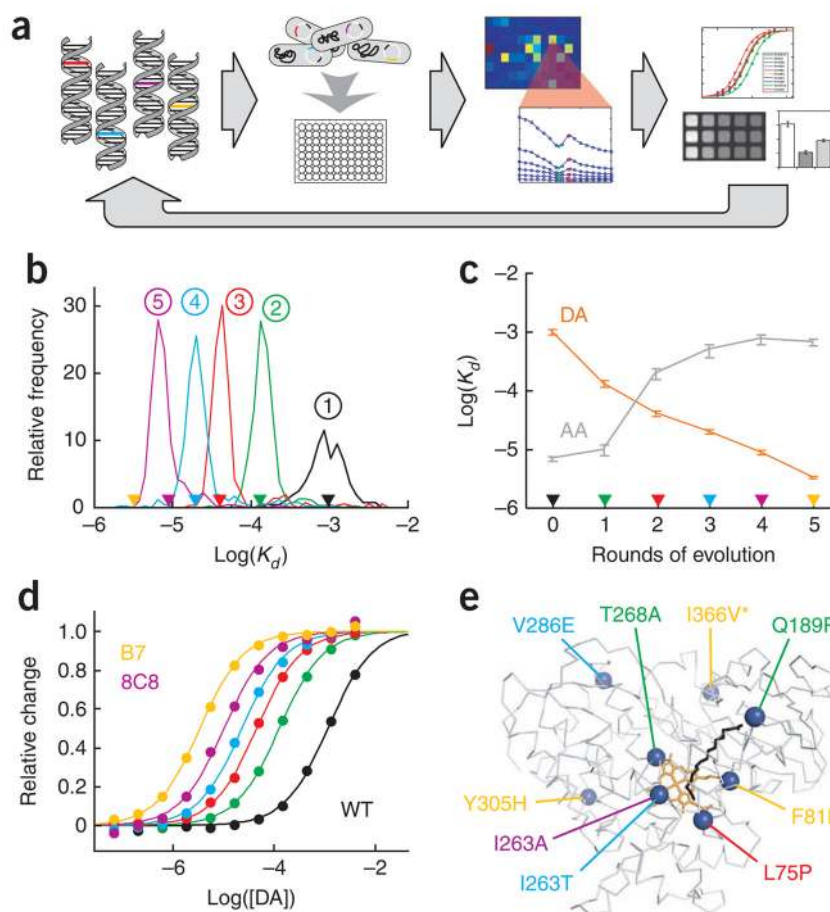 a
b
5 4 3 2
1
30
20
10
0
Relative frequency
−6 −5 −4 −3 −2
Log(Kd)
c
−2
−3
−4
−5
−6
Log(Kd)
DA
AA
0 1 2 3 4 5
Rounds of evolution
d
B7
8C8
WT
1.0
0.8
0.6
0.4
0.2
0
Relative change
−6 −4 −2
Log([DA])
e
T268A I366V*
V286E Q189R
Y305H
I263A
I263T
L75P